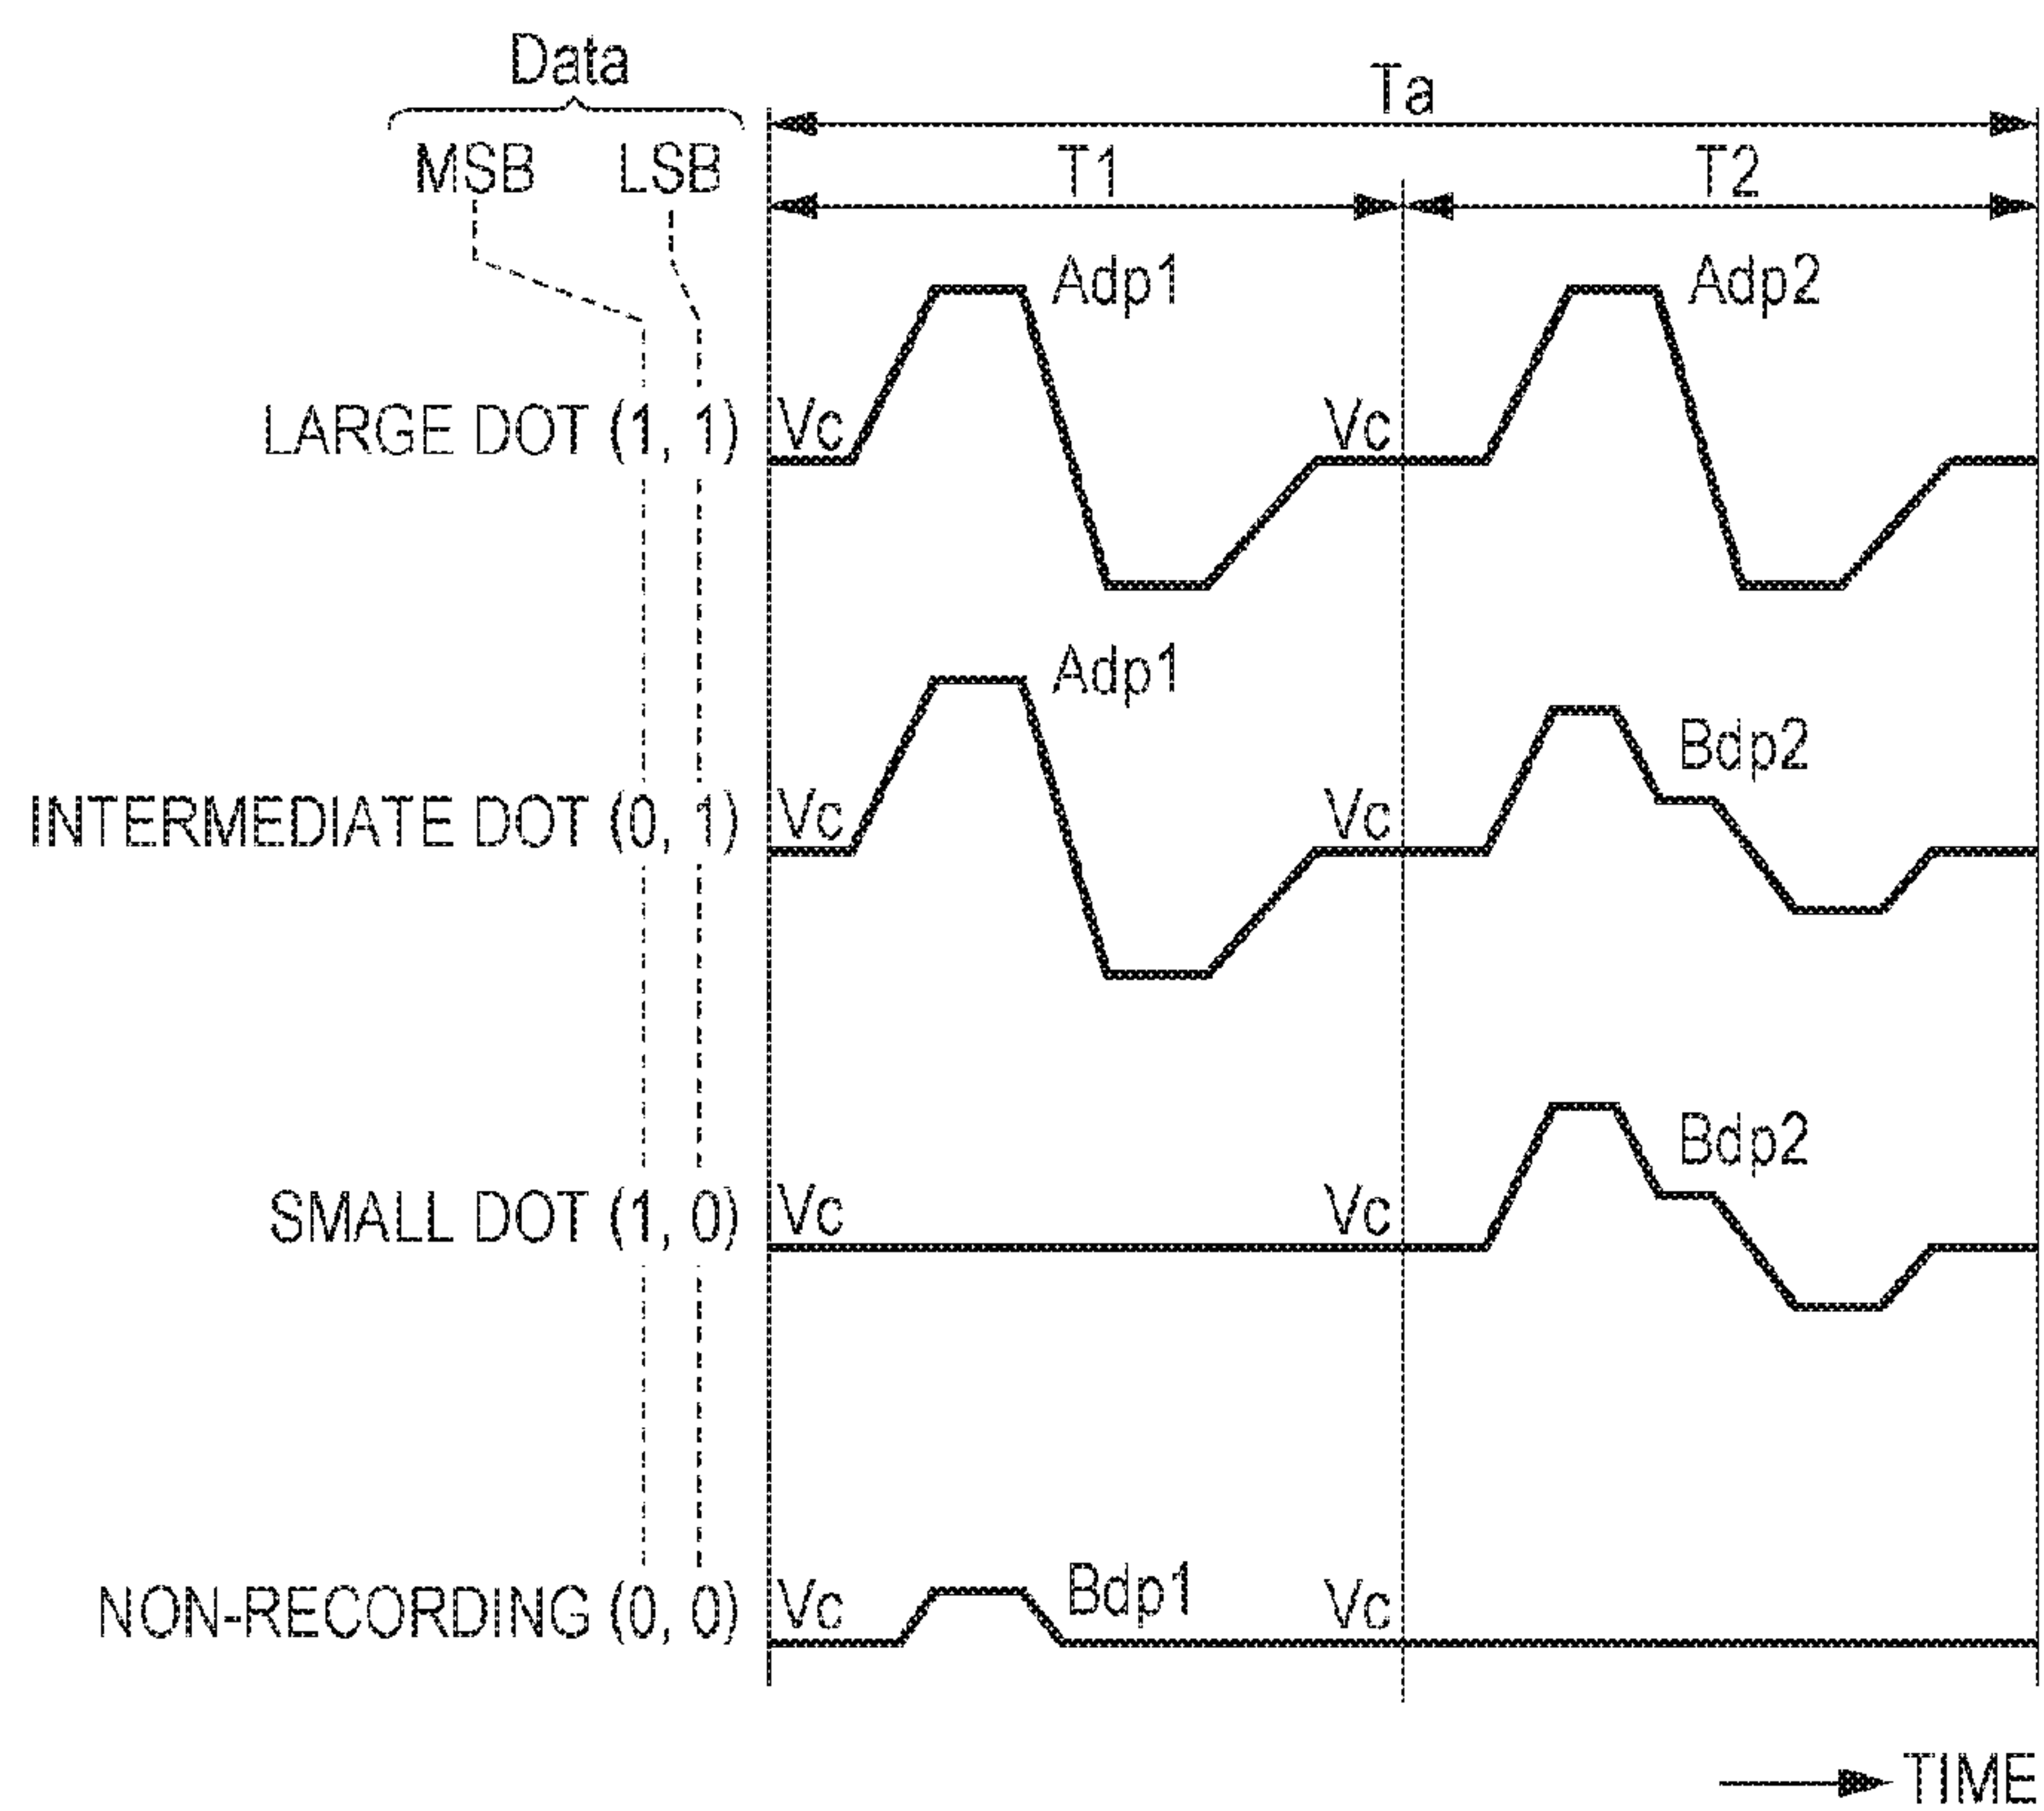 Data
Ta
MSB LSB
T1 T2
Adp1 Adp2
LARGE DOT (1, 1) Vc Vc
Adp1
Bdp2
INTERMEDIATE DOT (0, 1) Vc Vc
Bdp2
SMALL DOT (1, 0) Vc Vc
Bdp1
NON-RECORDING (0, 0) Vc Vc
TIME